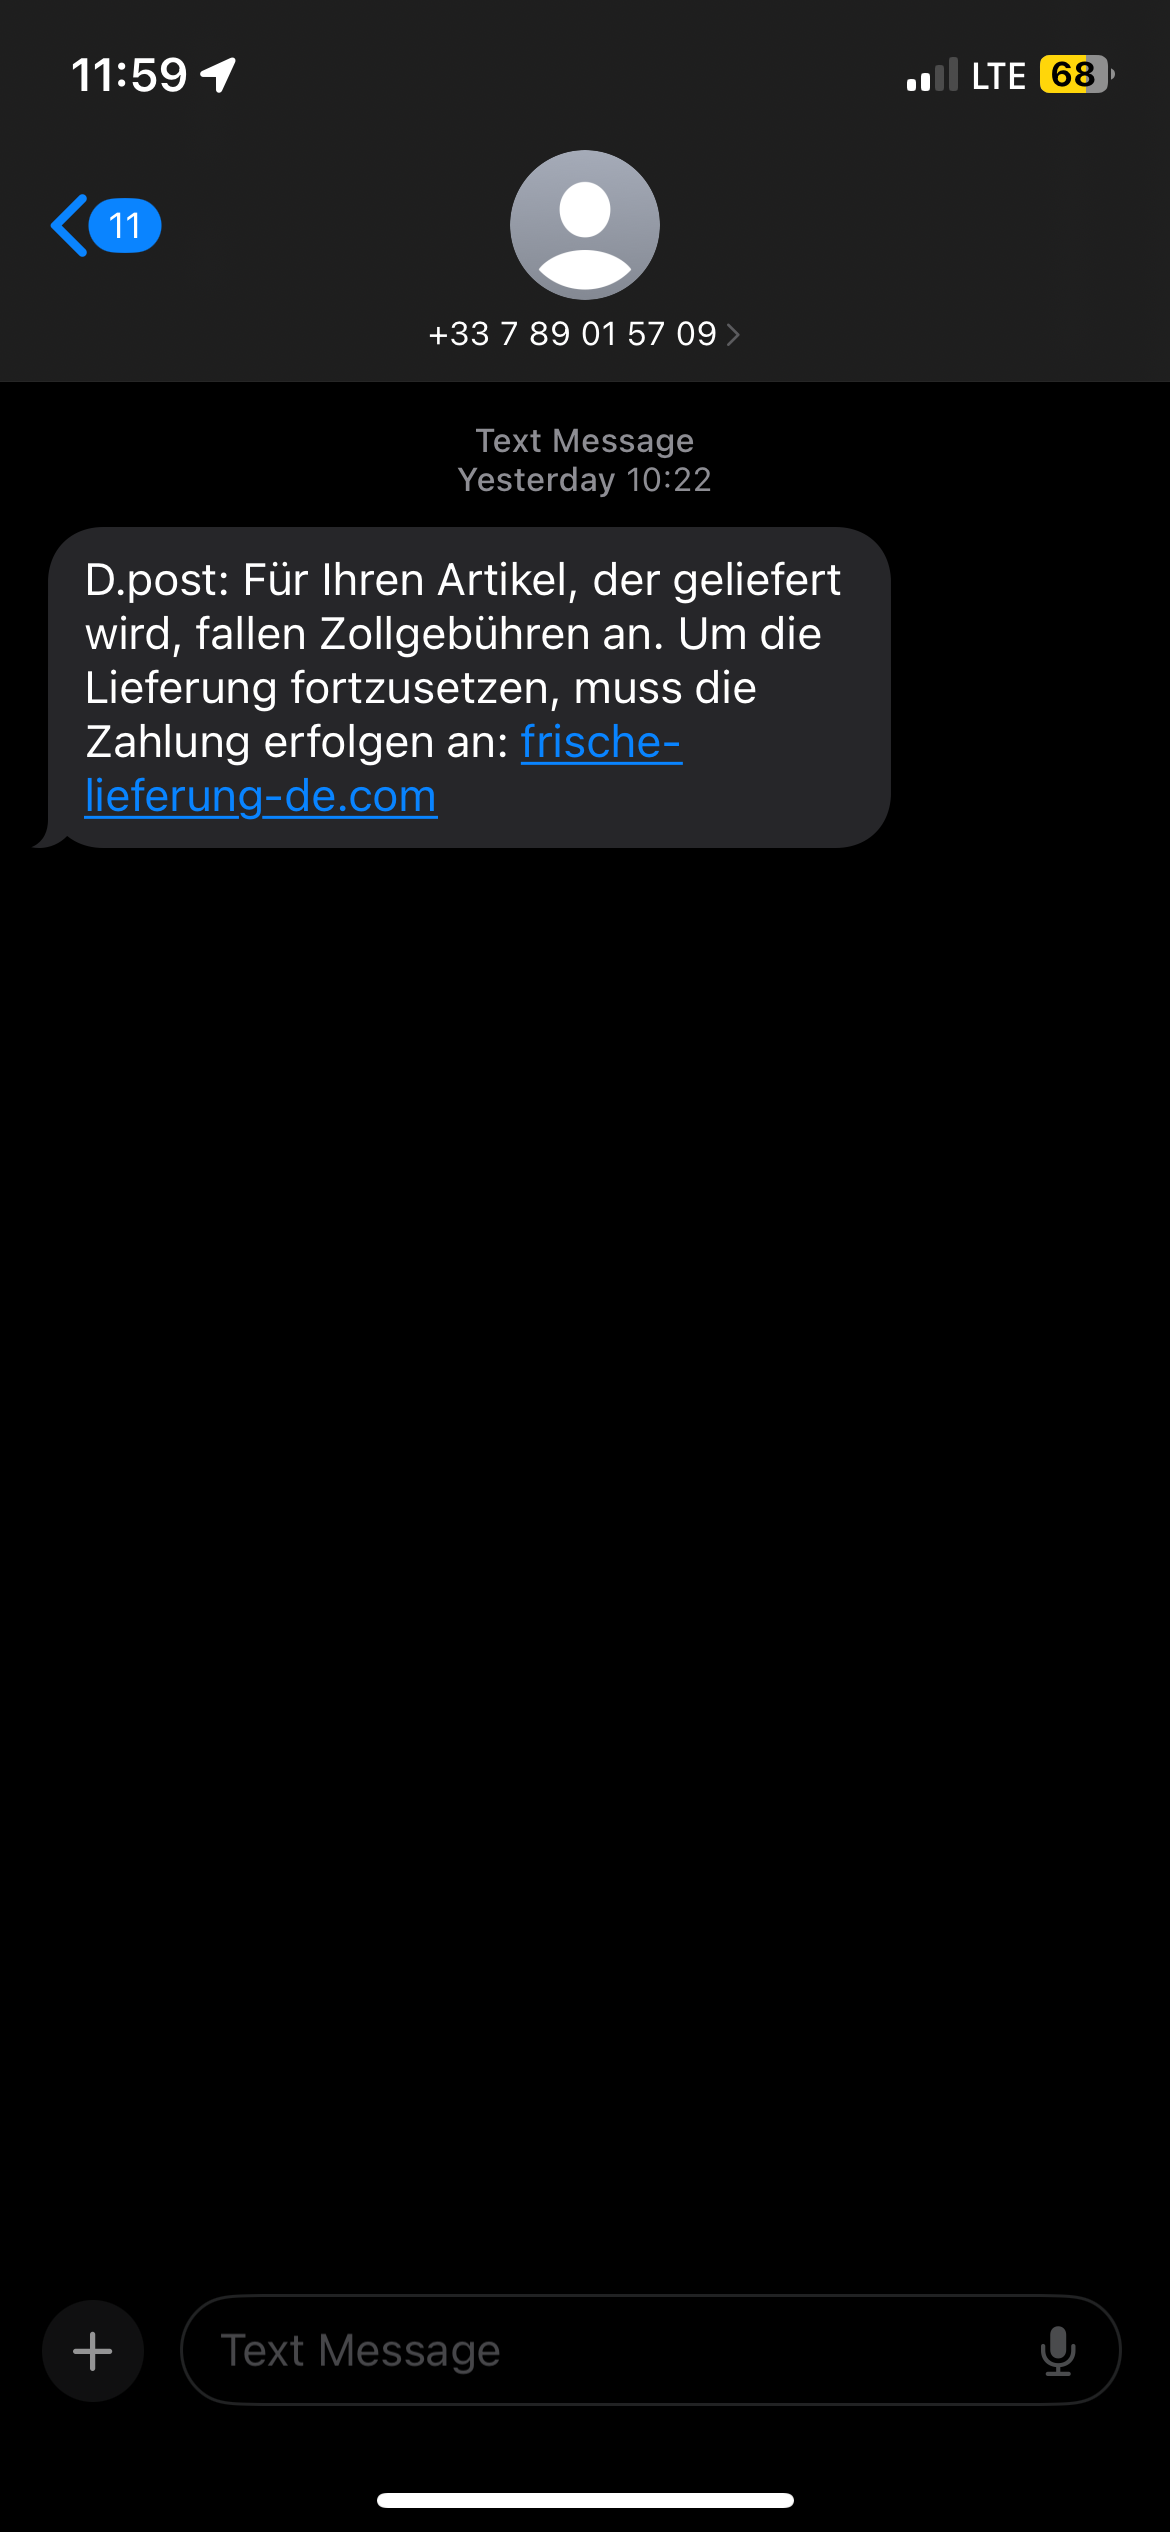 11:59
LTE 68
11
+33 7 89 01 57 09
Text Message
Yesterday 10:22
D.post: Für Ihren Artikel, der geliefert
wird, fallen Zollgebühren an. Um die
Lieferung fortzusetzen, muss die
Zahlung erfolgen an: frische-
lieferung-de.com
Text Message